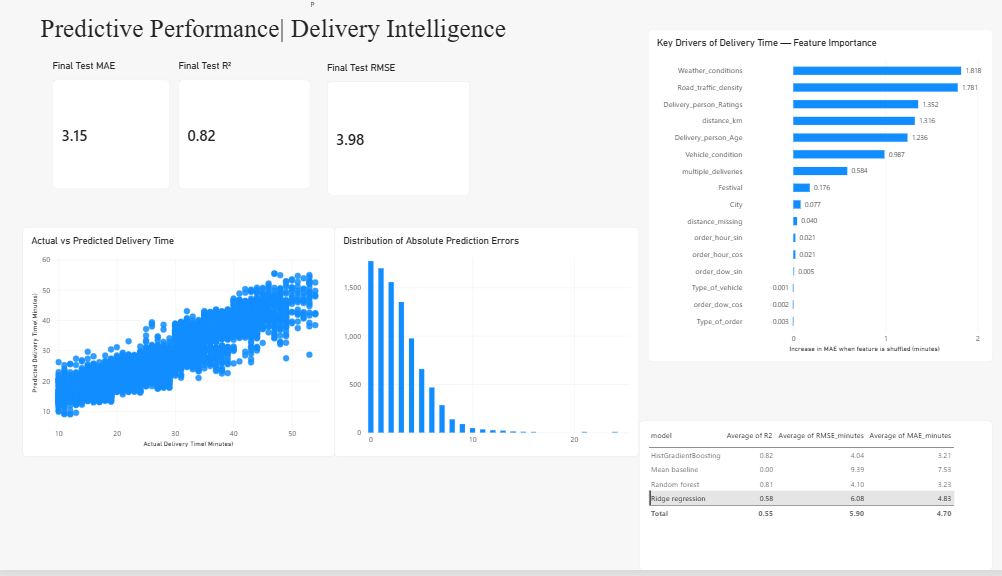 P
Predictive Performance| Delivery Intelligence
Final Test MAE
3.15
Final Test R²
0.82
Final Test RMSE
3.98
Key Drivers of Delivery Time — Feature Importance
Weather_conditions 1.818
Road_traffic_density 1.781
Delivery_person_Ratings 1.352
distance_km 1.316
Delivery_person_Age 1.236
Vehicle_condition 0.987
multiple_deliveries 0.584
Festival 0.176
City 0.077
distance_missing 0.040
order_hour_sin 0.021
order_hour_cos 0.021
order_dow_sin 0.005
Type_of_vehicle -0.001
order_dow_cos -0.002
Type_of_order -0.003
0 1 2
Increase in MAE when feature is shuffled (minutes)
Actual vs Predicted Delivery Time
Predicted Delivery Time( Minutes)
60
50
40
30
20
10
10 20 30 40 50
Actual Delivery Time( Minutes)
Distribution of Absolute Prediction Errors
1,500
1,000
500
0
0 10 20
model Average of R2 Average of RMSE_minutes Average of MAE_minutes
HistGradientBoosting 0.82 4.04 3.21
Mean baseline 0.00 9.39 7.53
Random forest 0.81 4.10 3.23
Ridge regression 0.58 6.08 4.83
Total 0.55 5.90 4.70